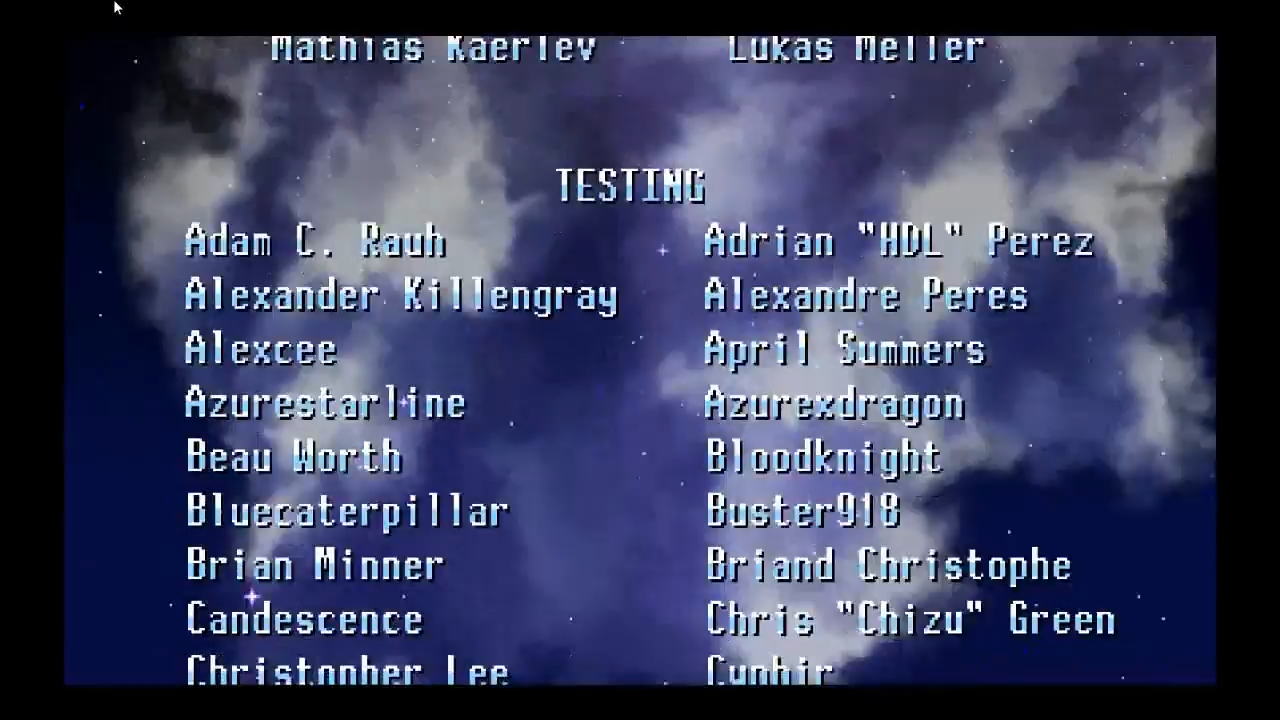 Mathias Kaerlev Lukas Meller
TESTING
Adam C. Rauh Adrian "HDL" Perez
Alexander Killengray Alexandre Peres
Alexcee April Summers
Azurestarline Azurexdragon
Beau Worth Bloodknight
Bluecaterpillar Buster918
Brian Minner Briand Christophe
Candescence Chris "Chizu" Green
Christopher Lee Cyphir